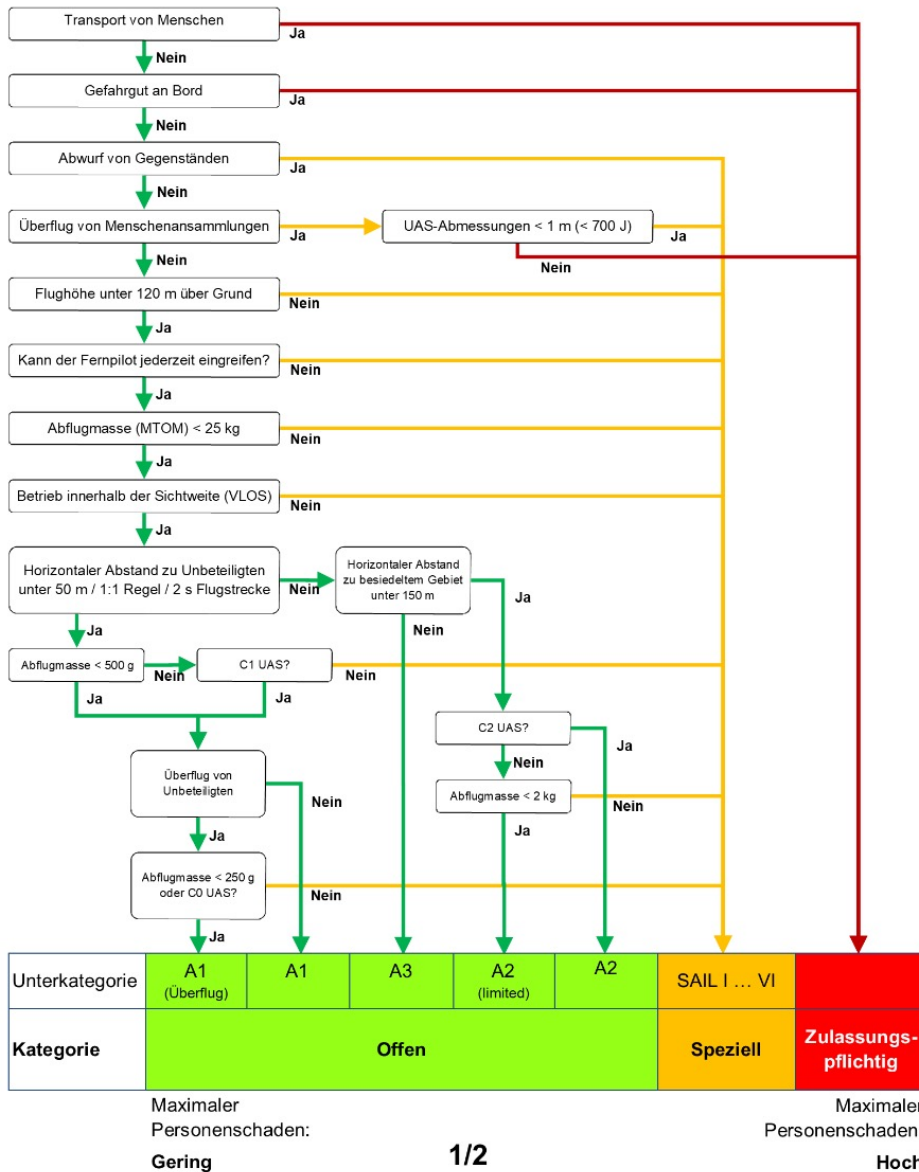 Transport von Menschen
Ja
Nein
Gefahrgut an Bord
Ja
Nein
Abwurf von Gegenständen
Ja
Nein
Überflug von Menschenansammlungen
Ja
UAS-Abmessungen < 1 m (< 700 J)
Ja
Nein
Nein
Flughöhe unter 120 m über Grund
Nein
Ja
Kann der Fernpilot jederzeit eingreifen?
Nein
Ja
Abflugmasse (MTOM) < 25 kg
Nein
Ja
Betrieb innerhalb der Sichtweite (VLOS)
Nein
Ja
Horizontaler Abstand zu Unbeteiligten
unter 50 m / 1:1 Regel / 2 s Flugstrecke
Nein
Horizontaler Abstand
zu besiedeltem Gebiet
unter 150 m
Ja
Nein
Ja
Abflugmasse < 500 g
Nein
C1 UAS?
Nein
Ja
Ja
C2 UAS?
Ja
Nein
Überflug von
Unbeteiligten
Nein
Abflugmasse < 2 kg
Nein
Ja
Ja
Abflugmasse < 250 g
oder C0 UAS?
Nein
Ja
Unterkategorie
A1
(Überflug)
A1
A3
A2
(limited)
A2
SAIL I … VI
Kategorie
Offen
Speziell
Zulassungs-
pflichtig
Maximaler
Personenschaden:
Gering
1/2
Maximaler
Personenschaden
Hoch